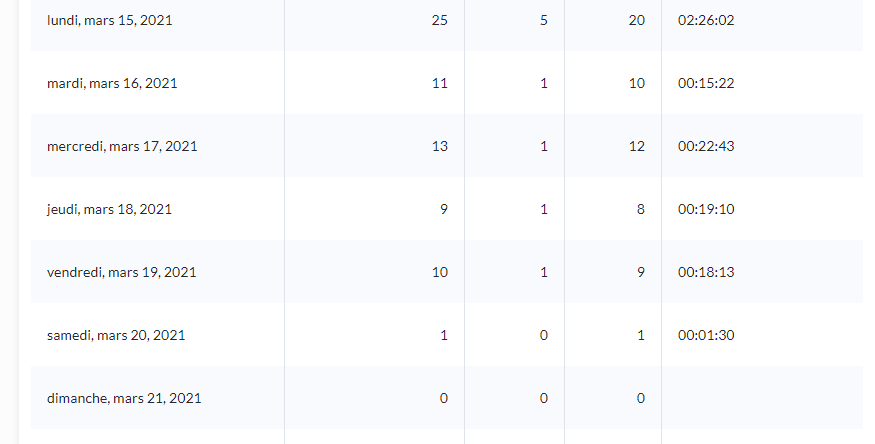 lundi, mars 15, 2021 25 5 20 02:26:02
mardi, mars 16, 2021 11 1 10 00:15:22
mercredi, mars 17, 2021 13 1 12 00:22:43
jeudi, mars 18, 2021 9 1 8 00:19:10
vendredi, mars 19, 2021 10 1 9 00:18:13
samedi, mars 20, 2021 1 0 1 00:01:30
dimanche, mars 21, 2021 0 0 0